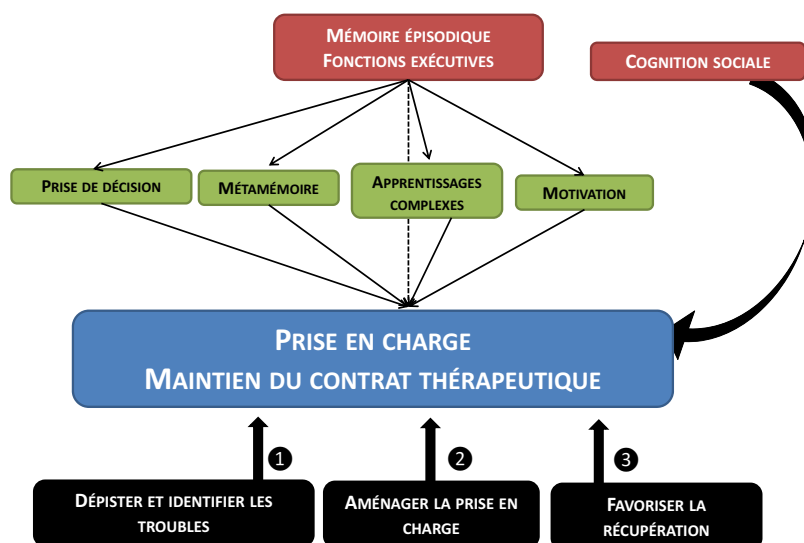 MÉMOIRE ÉPISODIQUE
FONCTIONS EXÉCUTIVES
COGNITION SOCIALE
PRISE DE DÉCISION
MÉTAMÉMOIRE
APPRENTISSAGES
COMPLEXES
MOTIVATION
PRISE EN CHARGE
MAINTIEN DU CONTRAT THÉRAPEUTIQUE
❶
❷
❸
DÉPISTER ET IDENTIFIER LES
TROUBLES
AMÉNAGER LA PRISE EN
CHARGE
FAVORISER LA
RÉCUPÉRATION